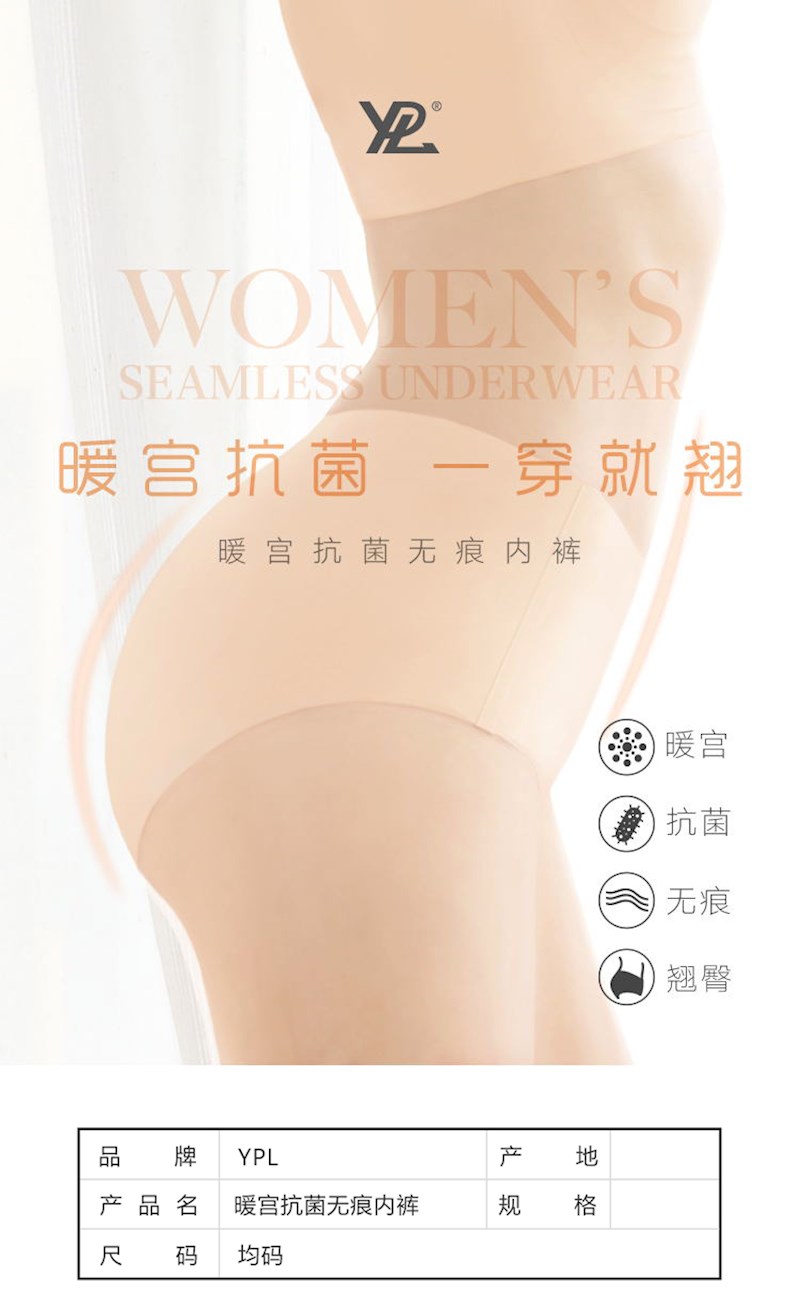 YPL®
WOMEN'S
SEAMLESS UNDERWEAR
暖宫抗菌 一穿就翘
暖宫抗菌无痕内裤
暖宫
抗菌
无痕
翘臀
品牌 YPL 产地
产品名 暖宫抗菌无痕内裤 规格
尺码 均码